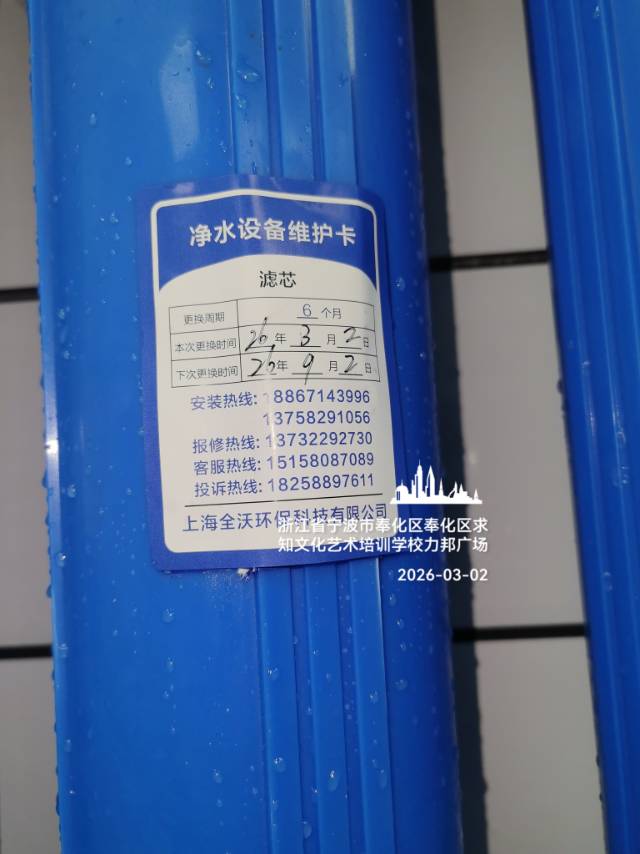 净水设备维护卡
滤芯
更换周期 6 个月
本次更换时间 26 年 3 月 2 日
下次更换时间 26 年 9 月 2 日
安装热线: 18867143996
13758291056
报修热线: 13732292730
客服热线: 15158087089
投诉热线: 18258897611
上海全沃环保科技有限公司
浙江省宁波市奉化区奉化区求
知文化艺术培训学校力邦广场
2026-03-02